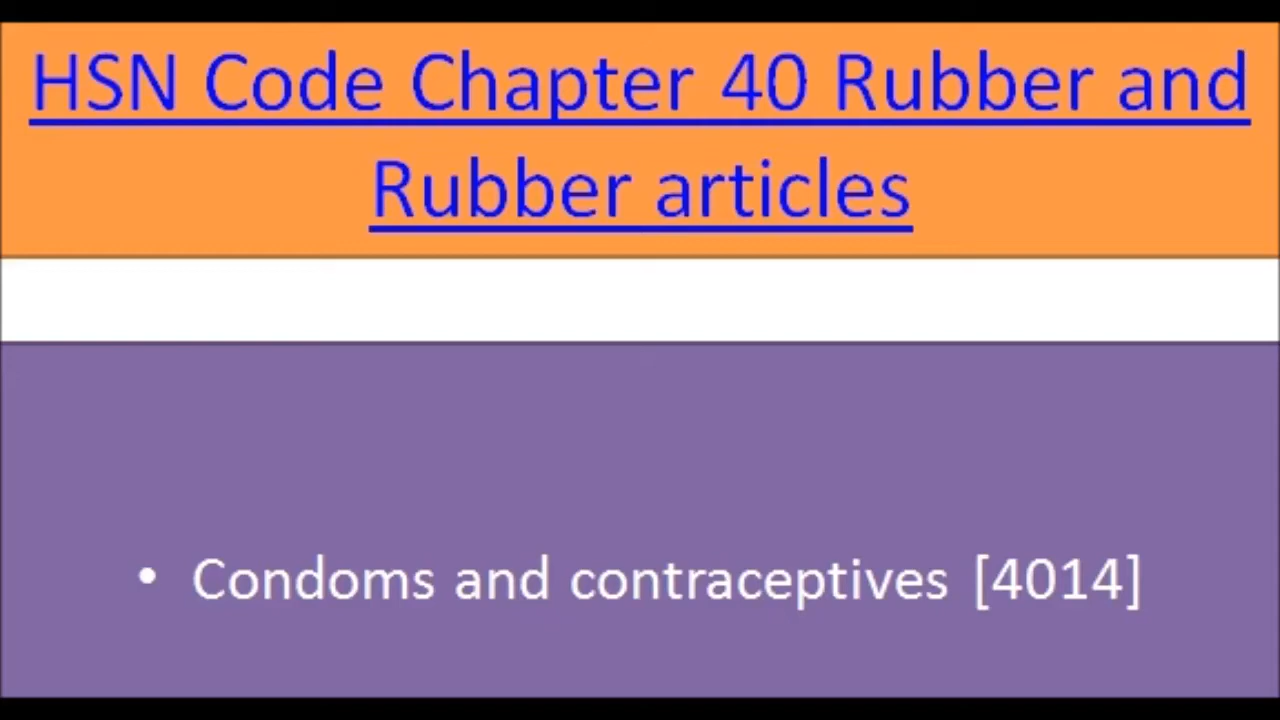 HSN Code Chapter 40 Rubber and
Rubber articles
• Condoms and contraceptives [4014]